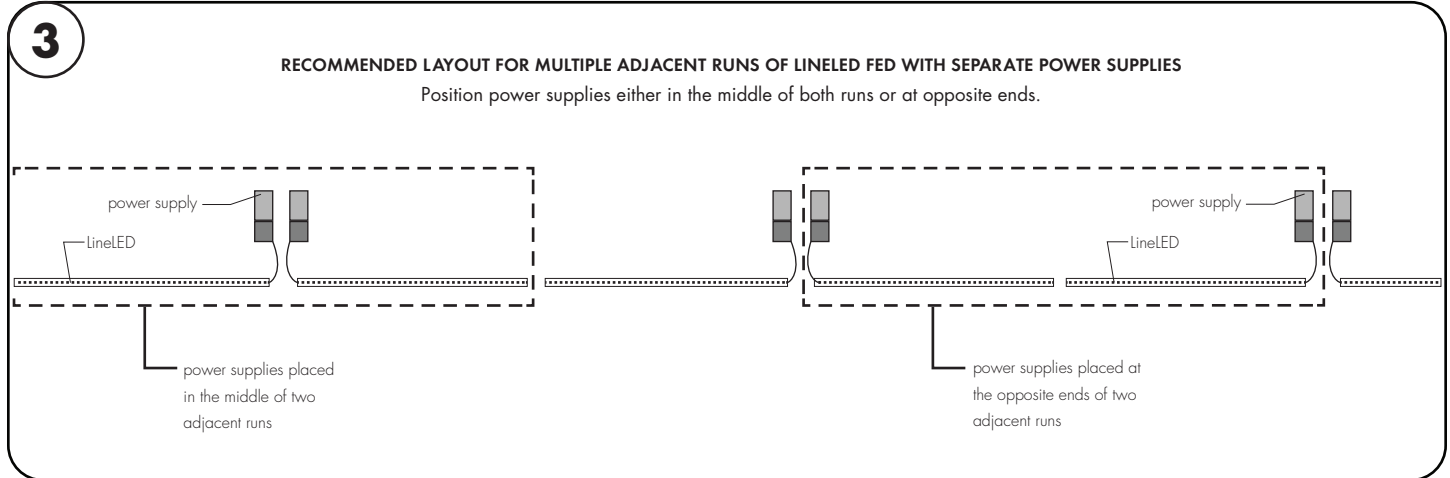 3
RECOMMENDED LAYOUT FOR MULTIPLE ADJACENT RUNS OF LINELED FED WITH SEPARATE POWER SUPPLIES
Position power supplies either in the middle of both runs or at opposite ends.
power supply
LineLED
power supply
LineLED
power supplies placed
in the middle of two
adjacent runs
power supplies placed at
the opposite ends of two
adjacent runs